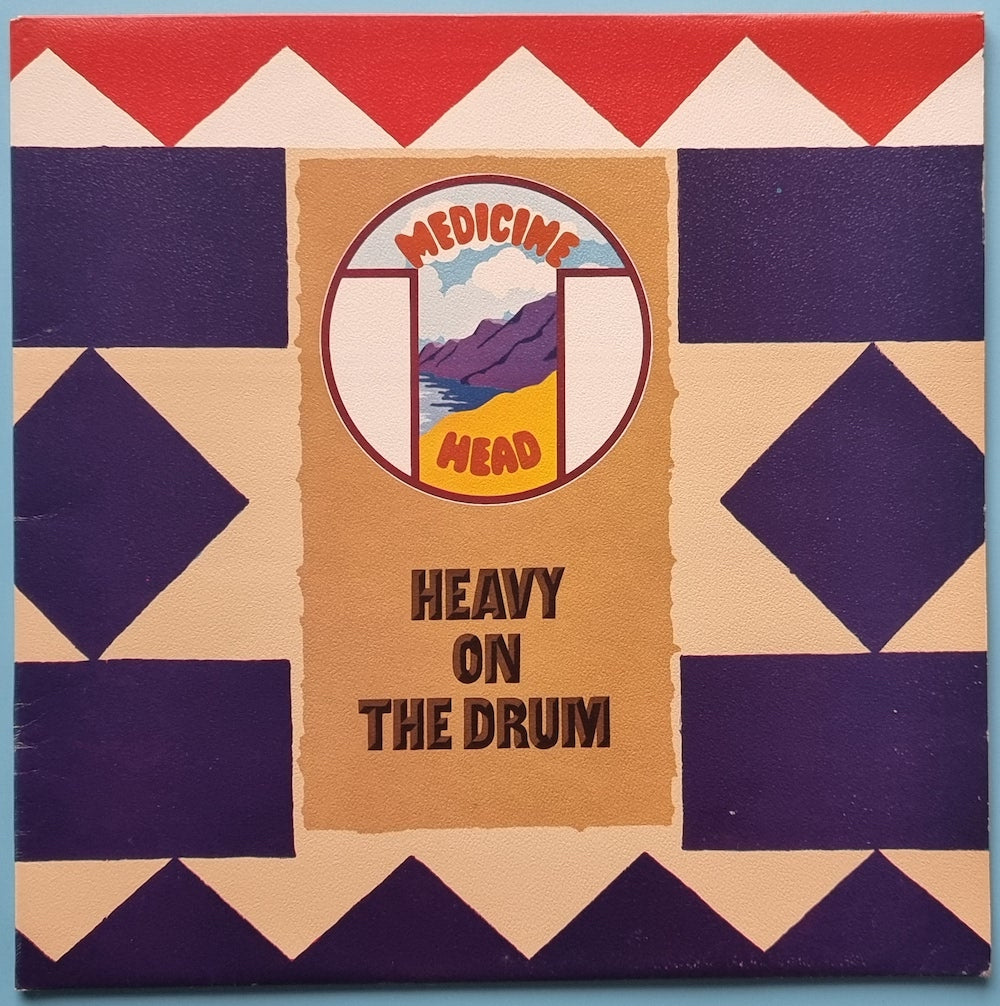 MEDICINE
HEAD
HEAVY
ON
THE DRUM